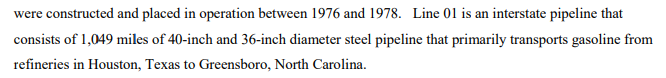 were constructed and placed in operation between 1976 and 1978.   Line 01 is an interstate pipeline that
consists of 1,049 miles of 40-inch and 36-inch diameter steel pipeline that primarily transports gasoline from
refineries in Houston, Texas to Greensboro, North Carolina.